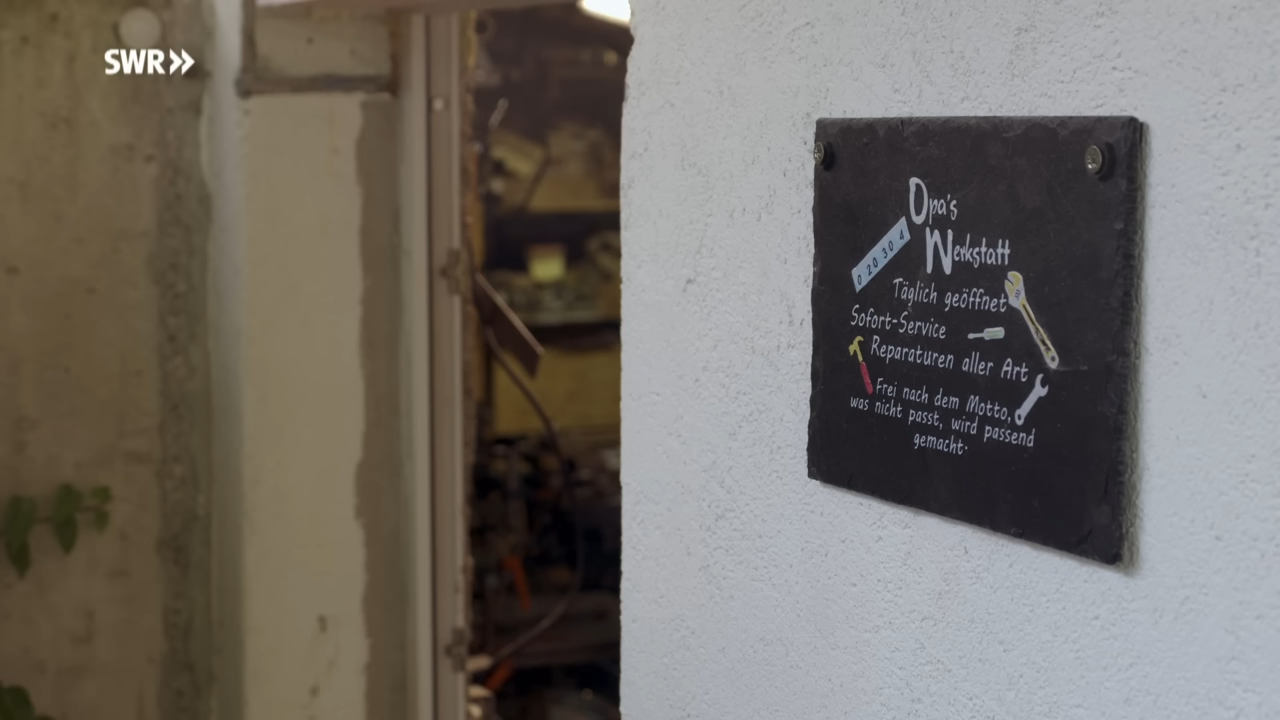 SWR
Opa's
Werkstatt
0 20 30 4
Täglich geöffnet
Sofort-Service
Reparaturen aller Art
Frei nach dem Motto,
was nicht passt, wird passend
gemacht.